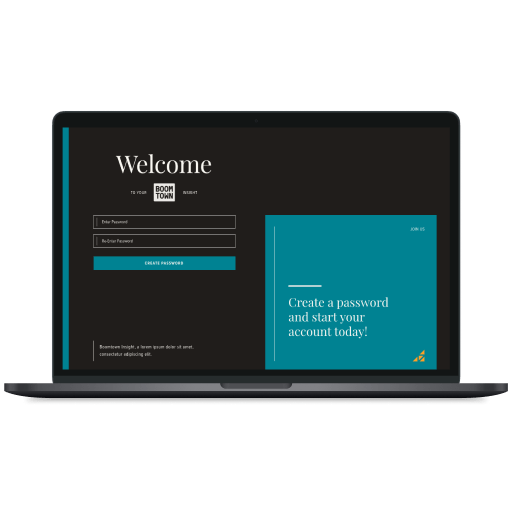 Welcome
TO YOUR BOOM TOWN INSIGHT
Enter Password
Re-Enter Password
CREATE PASSWORD
Boomtown Insight, a lorem ipsum dolor sit amet,
consectetur adipiscing elit.
JOIN US
Create a password
and start your
account today!